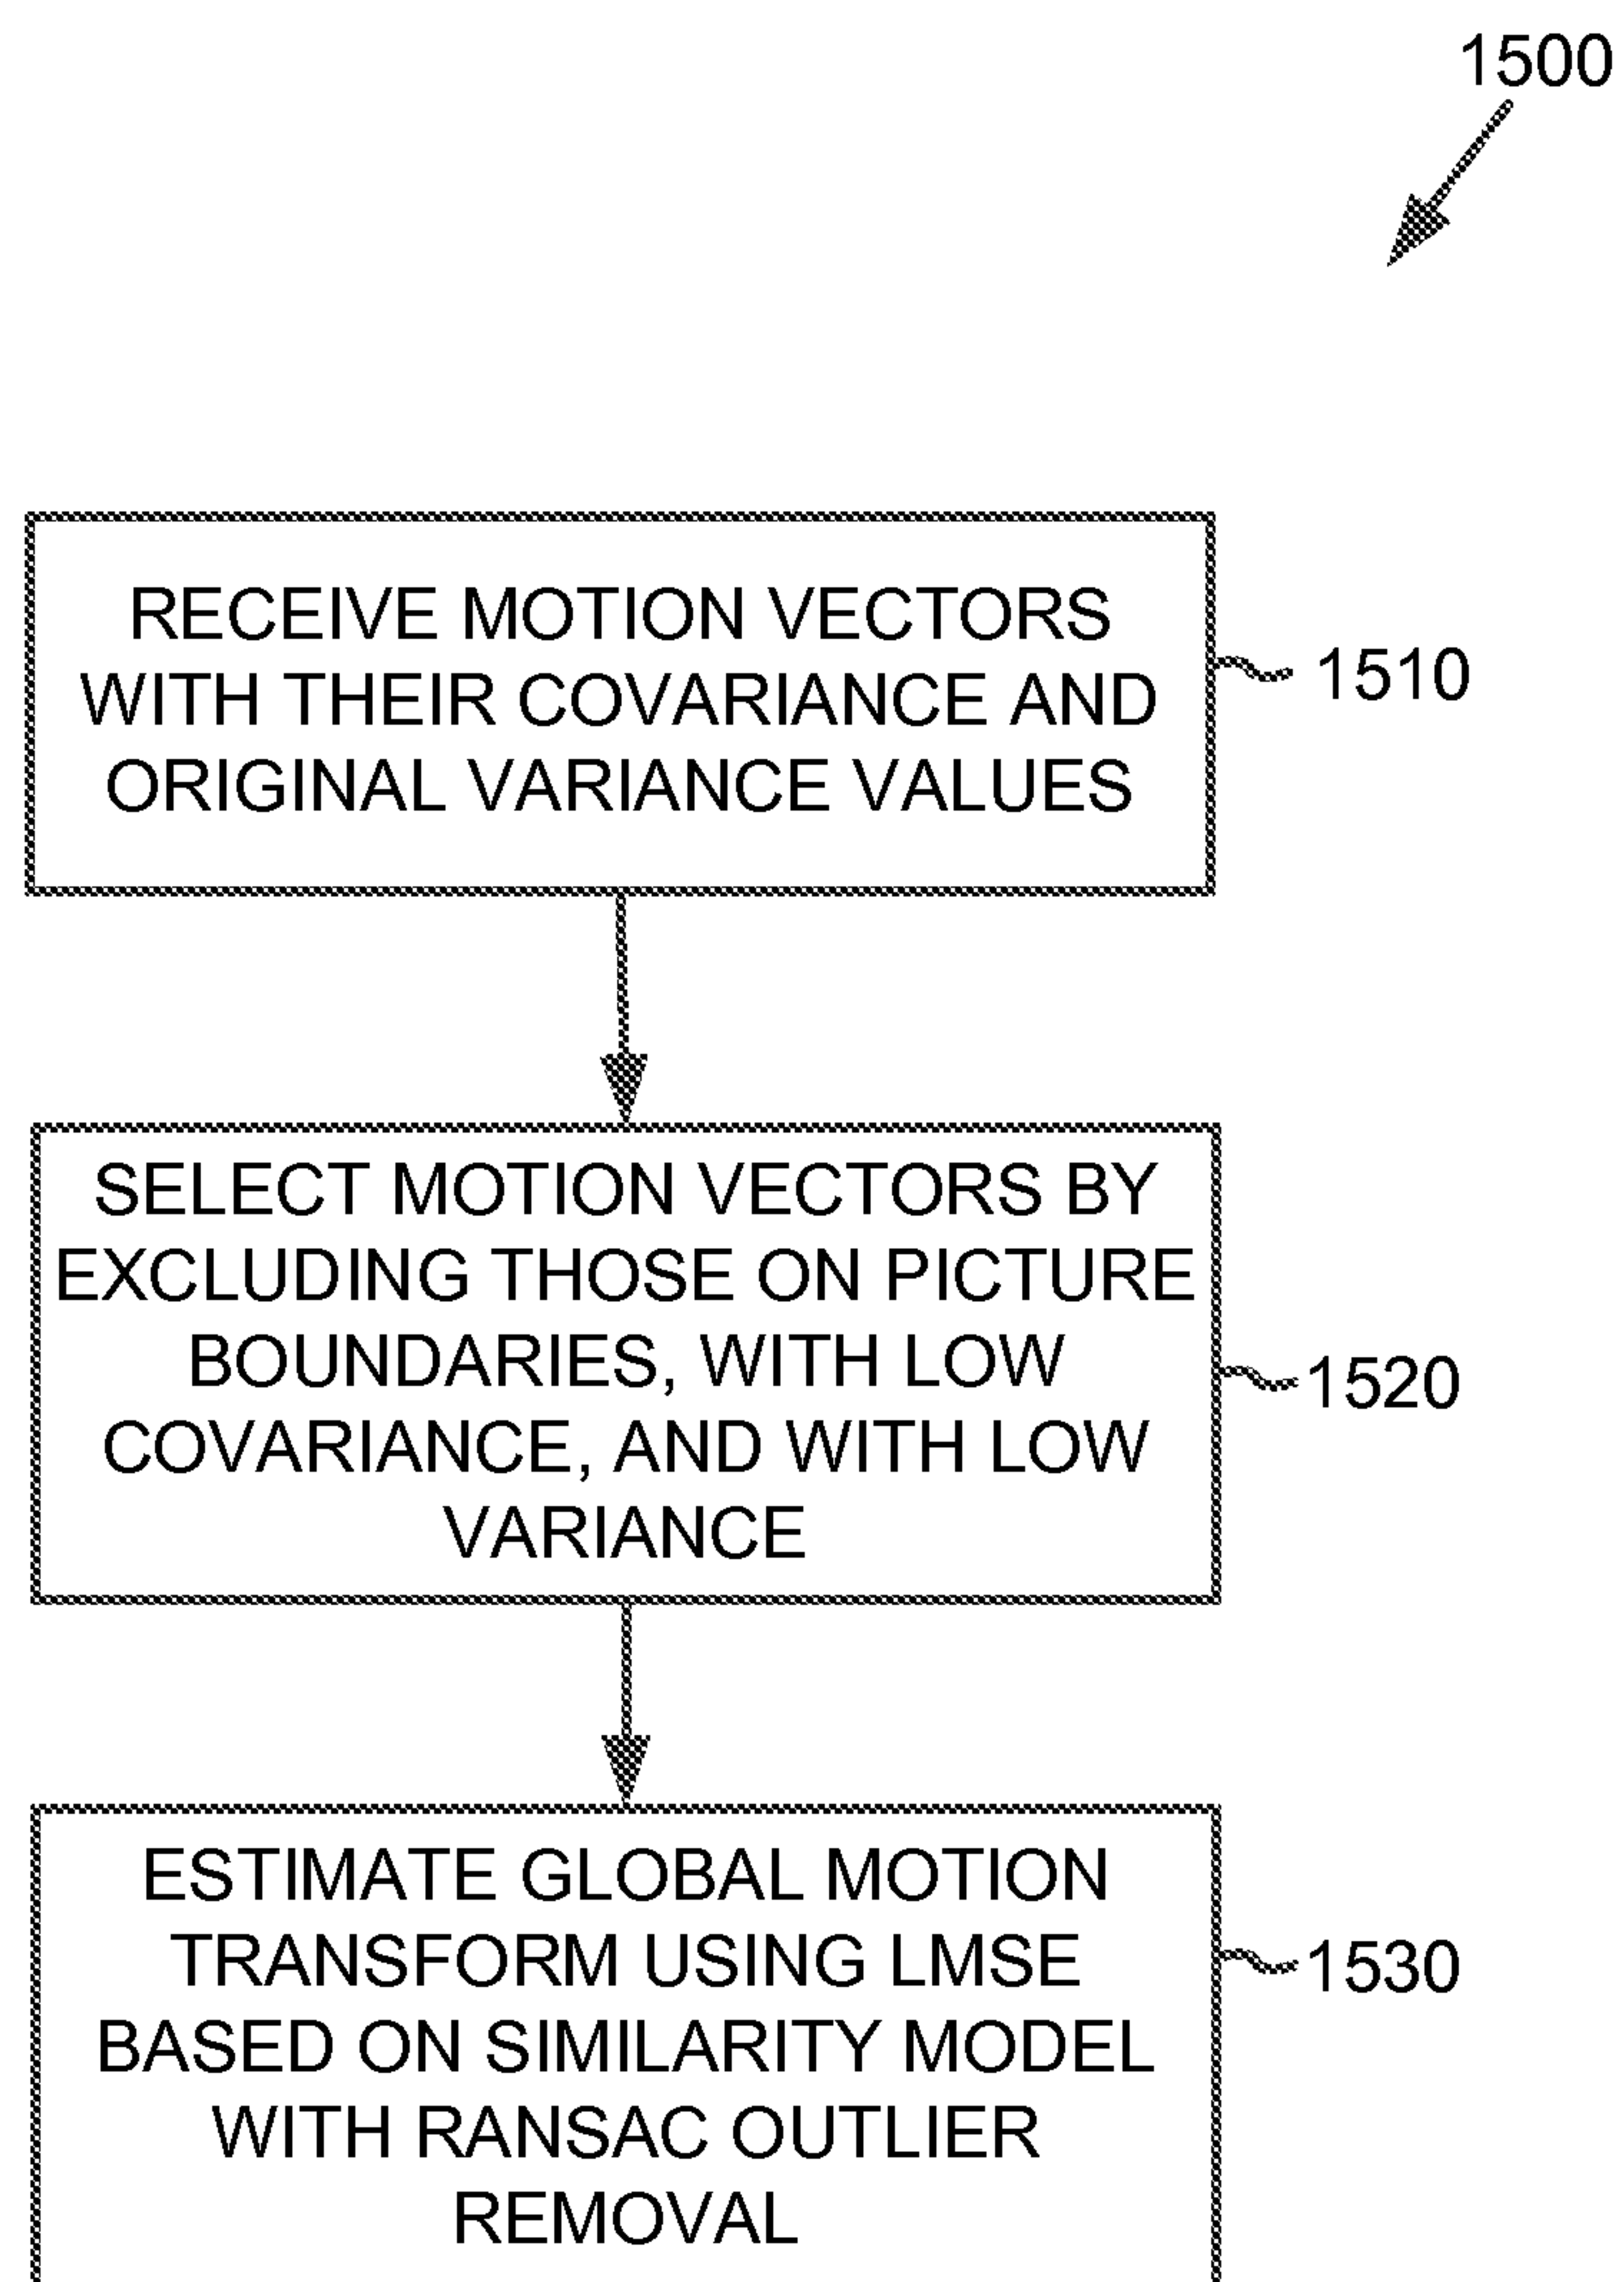 1500
RECEIVE MOTION VECTORS
WITH THEIR COVARIANCE AND
ORIGINAL VARIANCE VALUES
1510
SELECT MOTION VECTORS BY
EXCLUDING THOSE ON PICTURE
BOUNDARIES, WITH LOW
COVARIANCE, AND WITH LOW
VARIANCE
1520
ESTIMATE GLOBAL MOTION
TRANSFORM USING LMSE
BASED ON SIMILARITY MODEL
WITH RANSAC OUTLIER
REMOVAL
1530